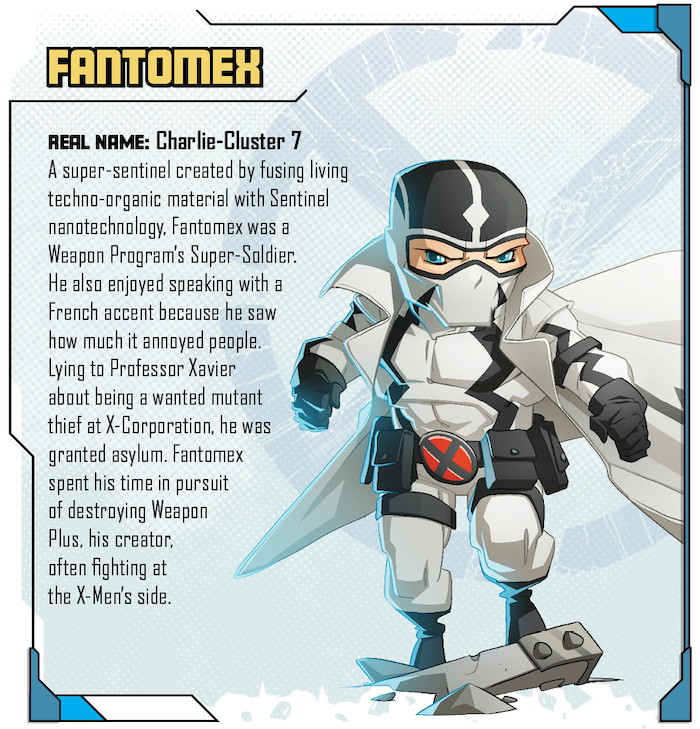 FANTOMEX
REAL NAME: Charlie-Cluster 7
A super-sentinel created by fusing living
techno-organic material with Sentinel
nanotechnology, Fantomex was a
Weapon Program's Super-Soldier.
He also enjoyed speaking with a
French accent because he saw
how much it annoyed people.
Lying to Professor Xavier
about being a wanted mutant
thief at X-Corporation, he was
granted asylum. Fantomex
spent his time in pursuit
of destroying Weapon
Plus, his creator,
often fighting at
the X-Men's side.